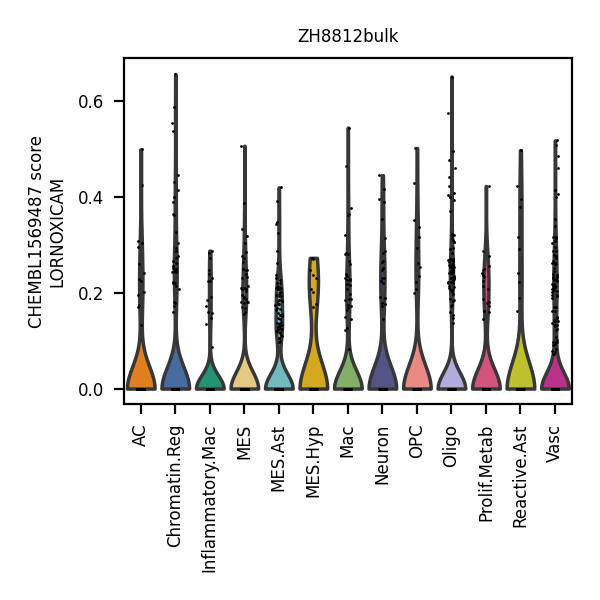 ZH8812bulk
CHEMBL1569487 score
LORNOXICAM
0.6
0.4
0.2
0.0
AC
Chromatin.Reg
Inflammatory.Mac
MES
MES.Ast
MES.Hyp
Mac
Neuron
OPC
Oligo
Prolif.Metab
Reactive.Ast
Vasc